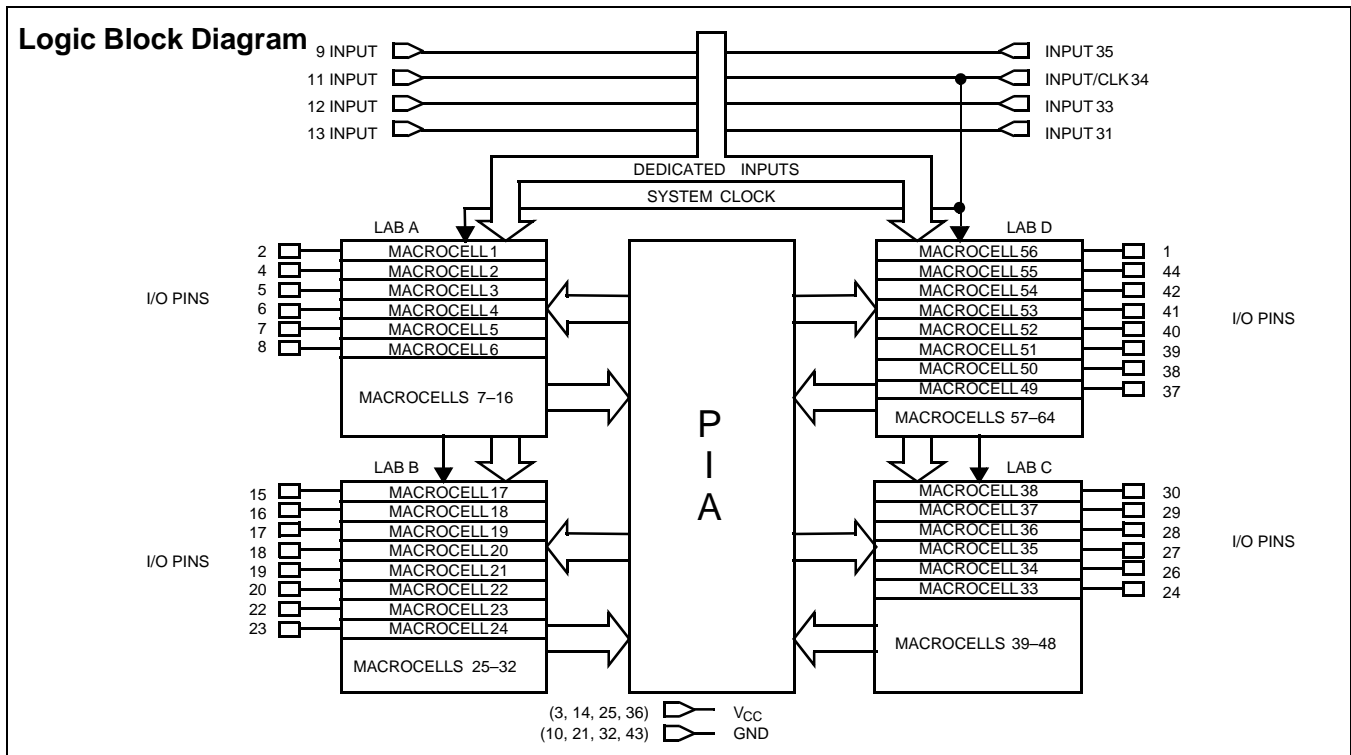 Logic Block Diagram
9 INPUT
11 INPUT
12 INPUT
13 INPUT
INPUT 35
INPUT/CLK 34
INPUT 33
INPUT 31
DEDICATED INPUTS
SYSTEM CLOCK
LAB A
2 MACROCELL 1
4 MACROCELL 2
5 MACROCELL 3
6 MACROCELL 4
7 MACROCELL 5
8 MACROCELL 6
MACROCELLS 7–16
I/O PINS
LAB D
MACROCELL 56 1
MACROCELL 55 44
MACROCELL 54 42
MACROCELL 53 41
MACROCELL 52 40
MACROCELL 51 39
MACROCELL 50 38
MACROCELL 49 37
MACROCELLS 57–64
I/O PINS
P
I
A
LAB B
15 MACROCELL 17
16 MACROCELL 18
17 MACROCELL 19
18 MACROCELL 20
19 MACROCELL 21
20 MACROCELL 22
22 MACROCELL 23
23 MACROCELL 24
MACROCELLS 25–32
I/O PINS
LAB C
MACROCELL 38 30
MACROCELL 37 29
MACROCELL 36 28
MACROCELL 35 27
MACROCELL 34 26
MACROCELL 33 24
MACROCELLS 39–48
I/O PINS
(3, 14, 25, 36) VCC
(10, 21, 32, 43) GND